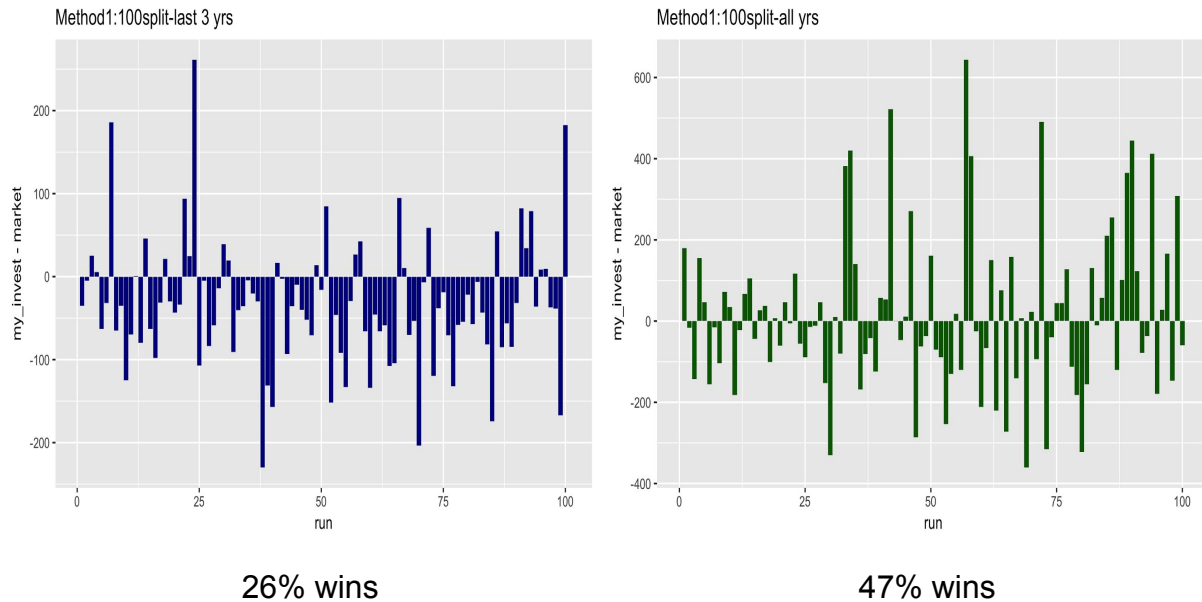 Method1:100split-last 3 yrs
my_invest - market
200
100
0
-100
-200
0
25
50
75
100
run
26% wins
Method1:100split-all yrs
my_invest - market
600
400
200
0
-200
-400
0
25
50
75
100
run
47% wins